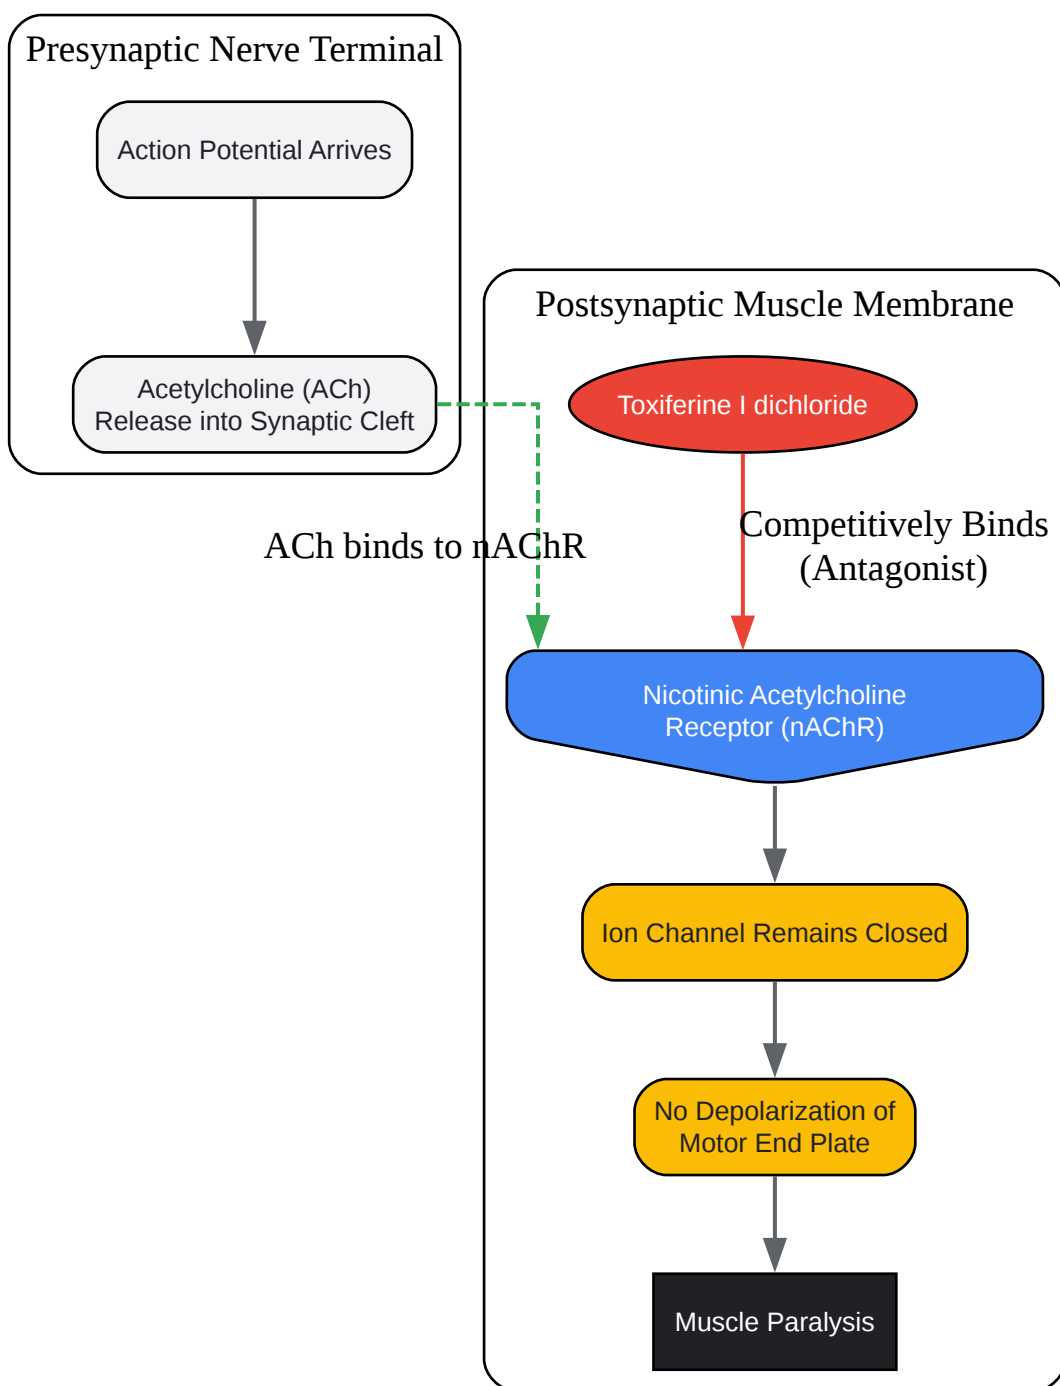 Presynaptic Nerve Terminal
Action Potential Arrives
Acetylcholine (ACh)
Release into Synaptic Cleft
Postsynaptic Muscle Membrane
Toxiferine I dichloride
ACh binds to nAChR
Competitively Binds
(Antagonist)
Nicotinic Acetylcholine
Receptor (nAChR)
Ion Channel Remains Closed
No Depolarization of
Motor End Plate
Muscle Paralysis